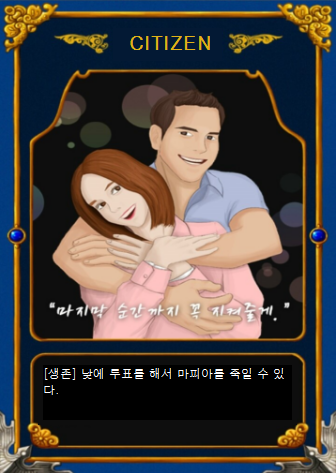 CITIZEN
“마지막 순간까지 꼭 지켜줄게.”
[생존] 낮에 투표를 해서 마피아를 죽일 수 있
다.